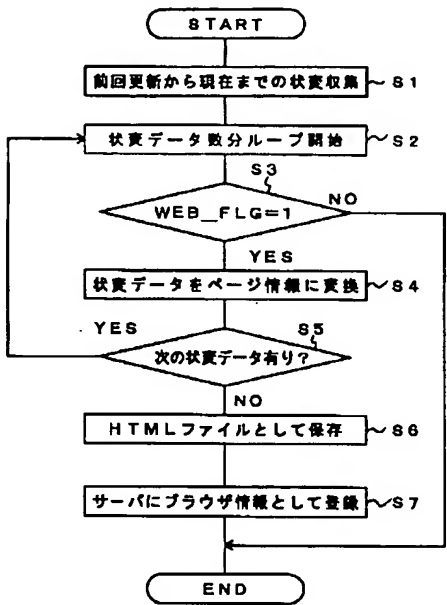 START
前回更新から現在までの状変収集
S1
状変データ数分ループ開始
S2
S3
NO
WEB_FLG=1
YES
状変データをページ情報に変換
S4
YES
S5
次の状変データ有り?
NO
HTMLファイルとして保存
S6
サーバにブラウザ情報として登録
S7
END